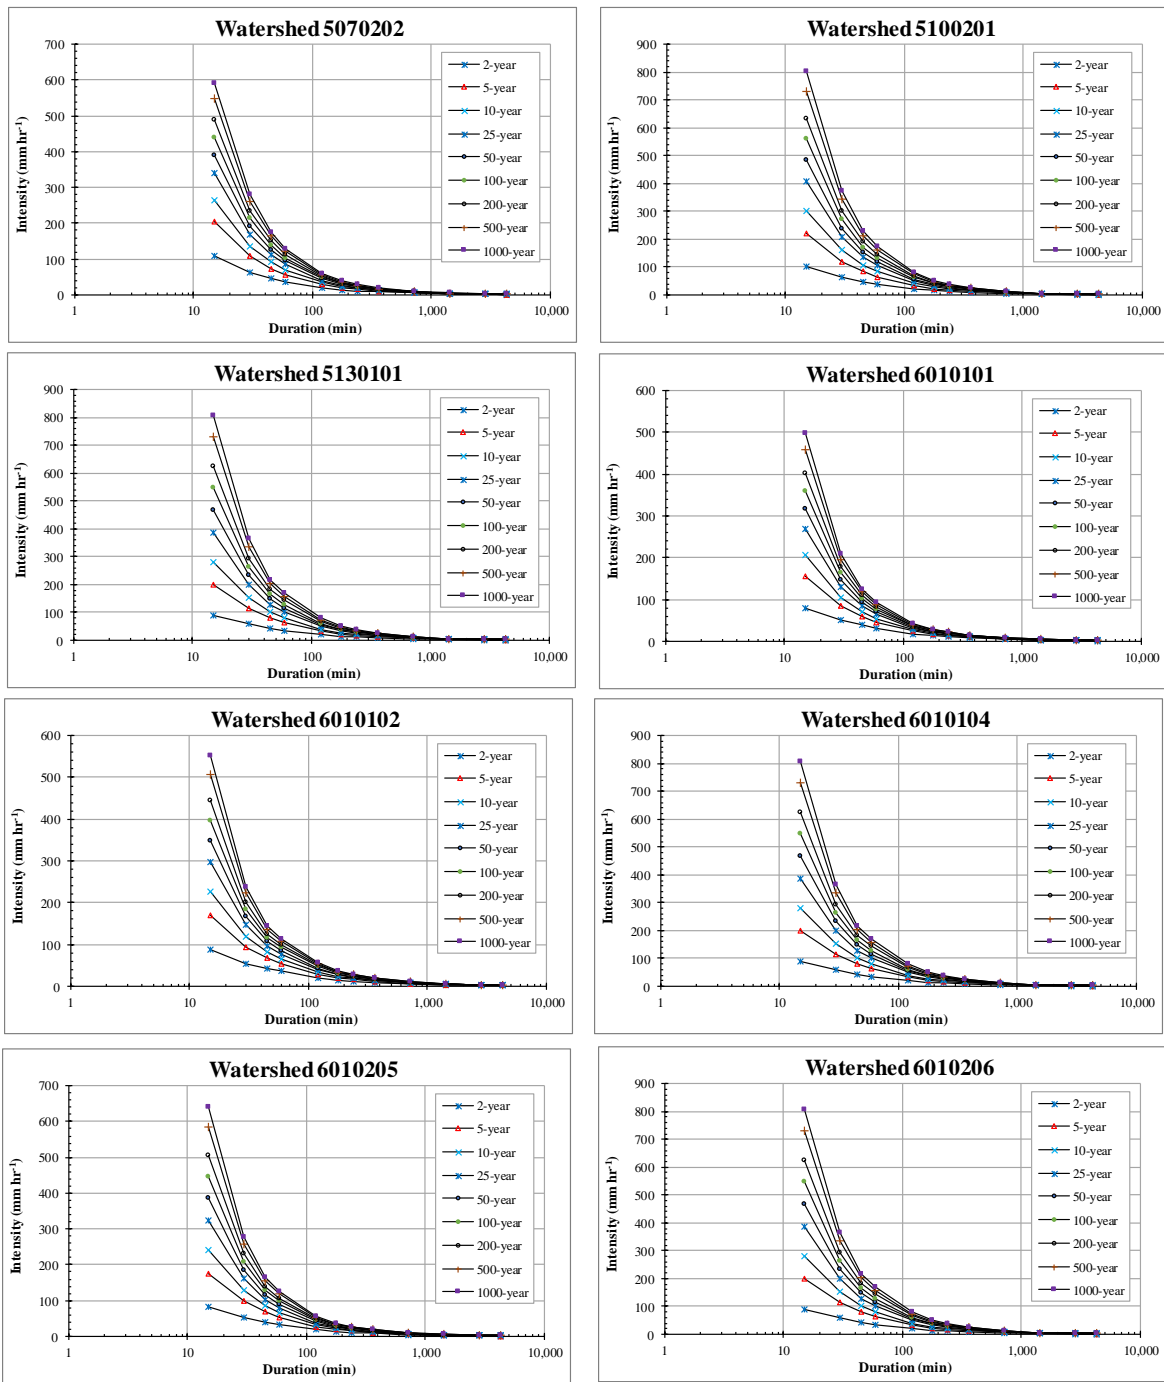 Watershed 5070202
700
600
500
400
300
200
100
0
Intensity (mm hr-1)
1
10
100
1,000
10,000
Duration (min)
2-year
5-year
10-year
25-year
50-year
100-year
200-year
500-year
1000-year
Watershed 5100201
900
800
700
600
500
400
300
200
100
0
Intensity (mm hr-1)
1
10
100
1,000
10,000
Duration (min)
2-year
5-year
10-year
25-year
50-year
100-year
200-year
500-year
1000-year
Watershed 5130101
900
800
700
600
500
400
300
200
100
0
Intensity (mm hr-1)
1
10
100
1,000
10,000
Duration (min)
2-year
5-year
10-year
25-year
50-year
100-year
200-year
500-year
1000-year
Watershed 6010101
600
500
400
300
200
100
0
Intensity (mm hr-1)
1
10
100
1,000
10,000
Duration (min)
2-year
5-year
10-year
25-year
50-year
100-year
200-year
500-year
1000-year
Watershed 6010102
600
500
400
300
200
100
0
Intensity (mm hr-1)
1
10
100
1,000
10,000
Duration (min)
2-year
5-year
10-year
25-year
50-year
100-year
200-year
500-year
1000-year
Watershed 6010104
900
800
700
600
500
400
300
200
100
0
Intensity (mm hr-1)
1
10
100
1,000
10,000
Duration (min)
2-year
5-year
10-year
25-year
50-year
100-year
200-year
500-year
1000-year
Watershed 6010205
700
600
500
400
300
200
100
0
Intensity (mm hr-1)
1
10
100
1,000
10,000
Duration (min)
2-year
5-year
10-year
25-year
50-year
100-year
200-year
500-year
1000-year
Watershed 6010206
900
800
700
600
500
400
300
200
100
0
Intensity (mm hr-1)
1
10
100
1,000
10,000
Duration (min)
2-year
5-year
10-year
25-year
50-year
100-year
200-year
500-year
1000-year